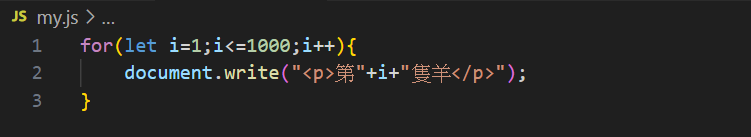 JS my.js > ...
1 for(let i=1;i<=1000;i++){
2     document.write("<p>第"+i+"隻羊</p>");
3 }